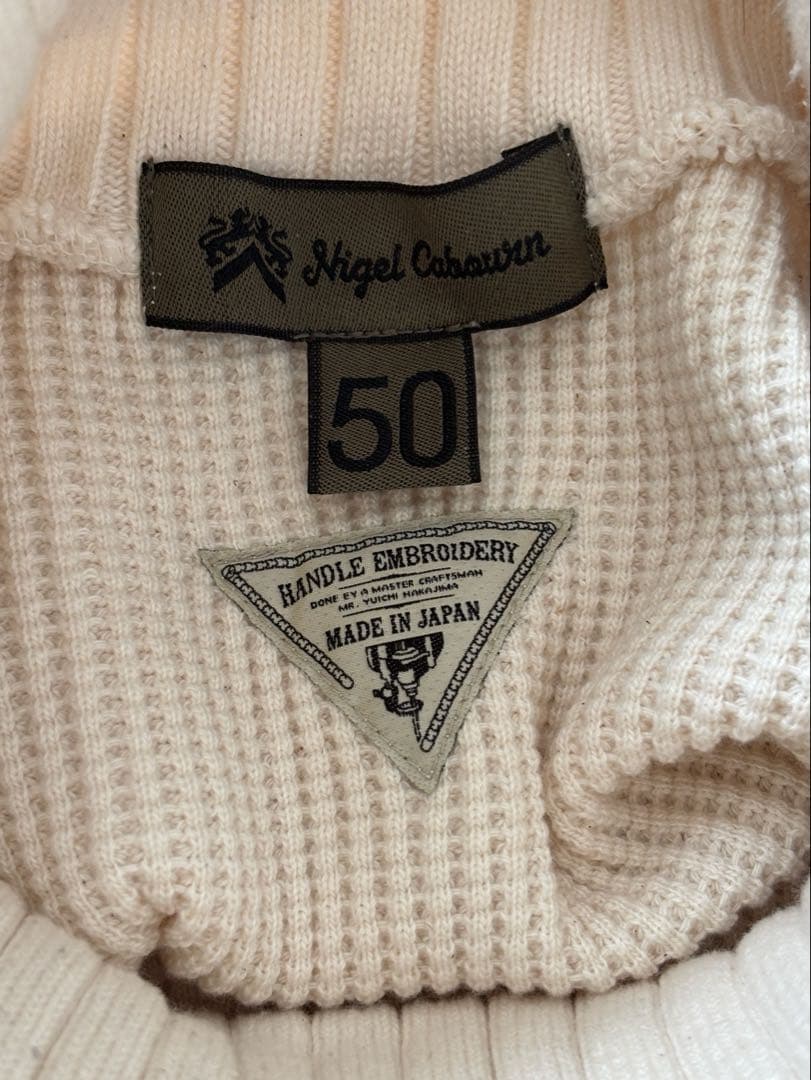 Nigel Cabourn
50
HANDLE EMBROIDERY
DONE BY A MASTER CRAFTSMAN
MR. YUICHI NAKAJIMA
MADE IN JAPAN